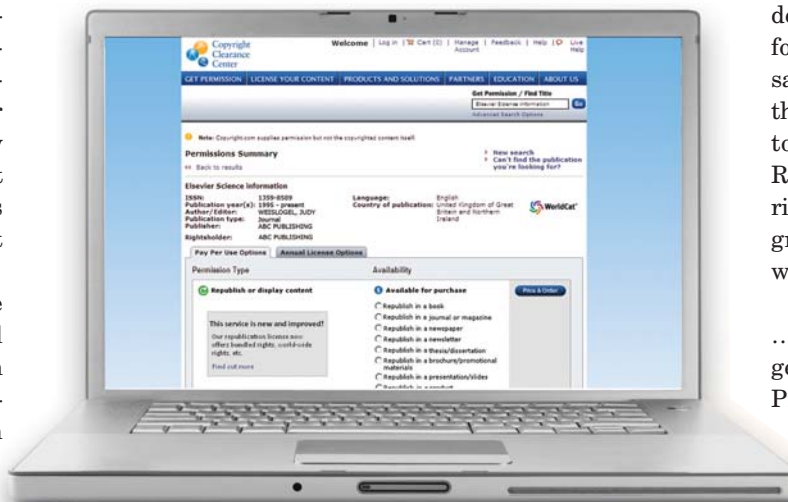 Copyright
Clearance
Center
Welcome | Log in | Cart (0) | Manage Account | Feedback | Help | Live Help
GET PERMISSION | LICENSE YOUR CONTENT | PRODUCTS AND SOLUTIONS | PARTNERS | EDUCATION | ABOUT US
Get Permission / Find Title
Elsevier Science information
Go
Advanced Search Options
Note: Copyright.com supplies permission but not the copyrighted content itself.
Permissions Summary
<< Back to results
New search
Can't find the publication
you're looking for?
Elsevier Science information
ISSN: 1359-8589
Publication year(s): 1995 - present
Author/Editor: WEISLOGEL, JUDY
Publication type: Journal
Publisher: ABC PUBLISHING
Rightsholder: ABC PUBLISHING
Language: English
Country of publication: United Kingdom of Great
Britain and Northern
Ireland
WorldCat
Pay Per Use Options
Annual License Options
Permission Type
Availability
Republish or display content
Available for purchase
Price & Order
This service is new and improved!
Our republication license now
offers bundled rights, world-wide
rights, etc.
Find out more
Republish in a book
Republish in a journal or magazine
Republish in a newspaper
Republish in a newsletter
Republish in a thesis/dissertation
Republish in a brochure/promotional
materials
Republish in a presentation/slides
Republish in a product